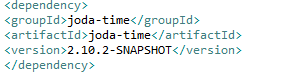 <dependency>
<groupId>joda-time</groupId>
<artifactId>joda-time</artifactId>
<version>2.10.2-SNAPSHOT</version>
</dependency>